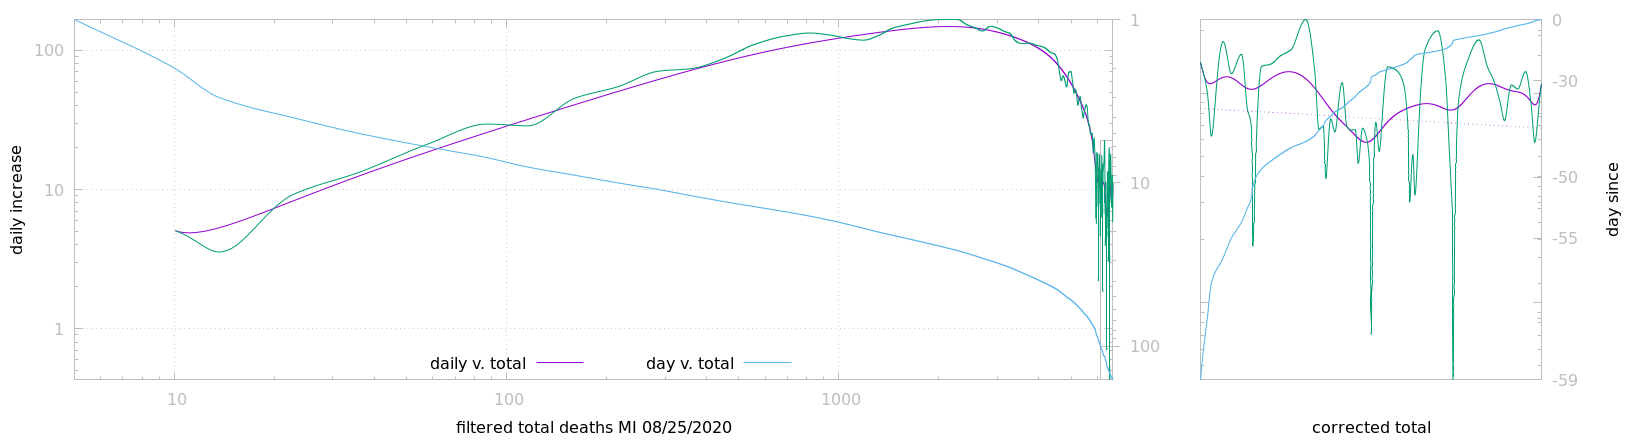 daily increase
100
10
1
10
100
1000
1
10
100
daily v. total
day v. total
filtered total deaths MI 08/25/2020
0
-30
-50
-55
-59
day since
corrected total